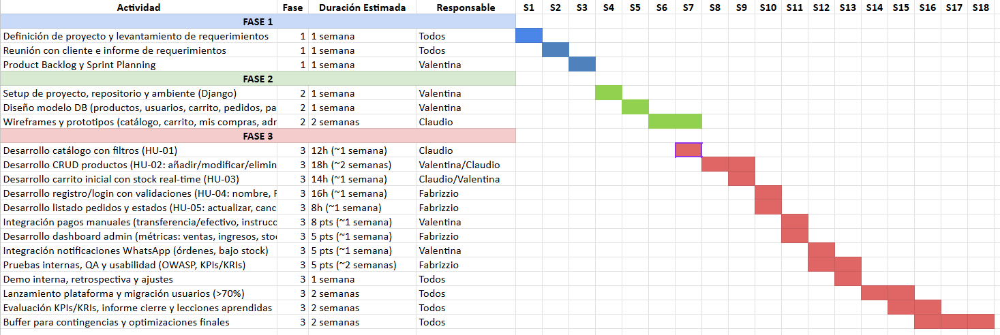 Actividad Fase Duración Estimada Responsable S1 S2 S3 S4 S5 S6 S7 S8 S9 S10 S11 S12 S13 S14 S15 S16 S17 S18
FASE 1
Definición de proyecto y levantamiento de requerimientos 1 1 semana Todos
Reunión con cliente e informe de requerimientos 1 1 semana Todos
Product Backlog y Sprint Planning 1 1 semana Valentina
FASE 2
Setup de proyecto, repositorio y ambiente (Django) 2 1 semana Valentina
Diseño modelo DB (productos, usuarios, carrito, pedidos, pa 2 1 semana Valentina
Wireframes y prototipos (catálogo, carrito, mis compras, adr 2 2 semanas Claudio
FASE 3
Desarrollo catálogo con filtros (HU-01) 3 12h (~1 semana) Claudio
Desarrollo CRUD productos (HU-02: añadir/modificar/elimin 3 18h (~2 semanas) Valentina/Claudio
Desarrollo carrito inicial con stock real-time (HU-03) 3 14h (~1 semana) Claudio/Valentina
Desarrollo registro/login con validaciones (HU-04: nombre, F 3 16h (~1 semana) Fabrizzio
Desarrollo listado pedidos y estados (HU-05: actualizar, canc 3 8h (~1 semana) Fabrizzio
Integración pagos manuales (transferencia/efectivo, instrucc 3 8 pts (~1 semana) Valentina
Desarrollo dashboard admin (métricas: ventas, ingresos, stoc 3 5 pts (~1 semana) Fabrizzio
Integración notificaciones WhatsApp (órdenes, bajo stock) 3 5 pts (~1 semana) Valentina
Pruebas internas, QA y usabilidad (OWASP, KPIs/KRIs) 3 5 pts (~2 semanas) Fabrizzio
Demo interna, retrospectiva y ajustes 3 1 semana Todos
Lanzamiento plataforma y migración usuarios (>70%) 3 2 semanas Todos
Evaluación KPIs/KRIs, informe cierre y lecciones aprendidas 3 2 semanas Todos
Buffer para contingencias y optimizaciones finales 3 2 semanas Todos